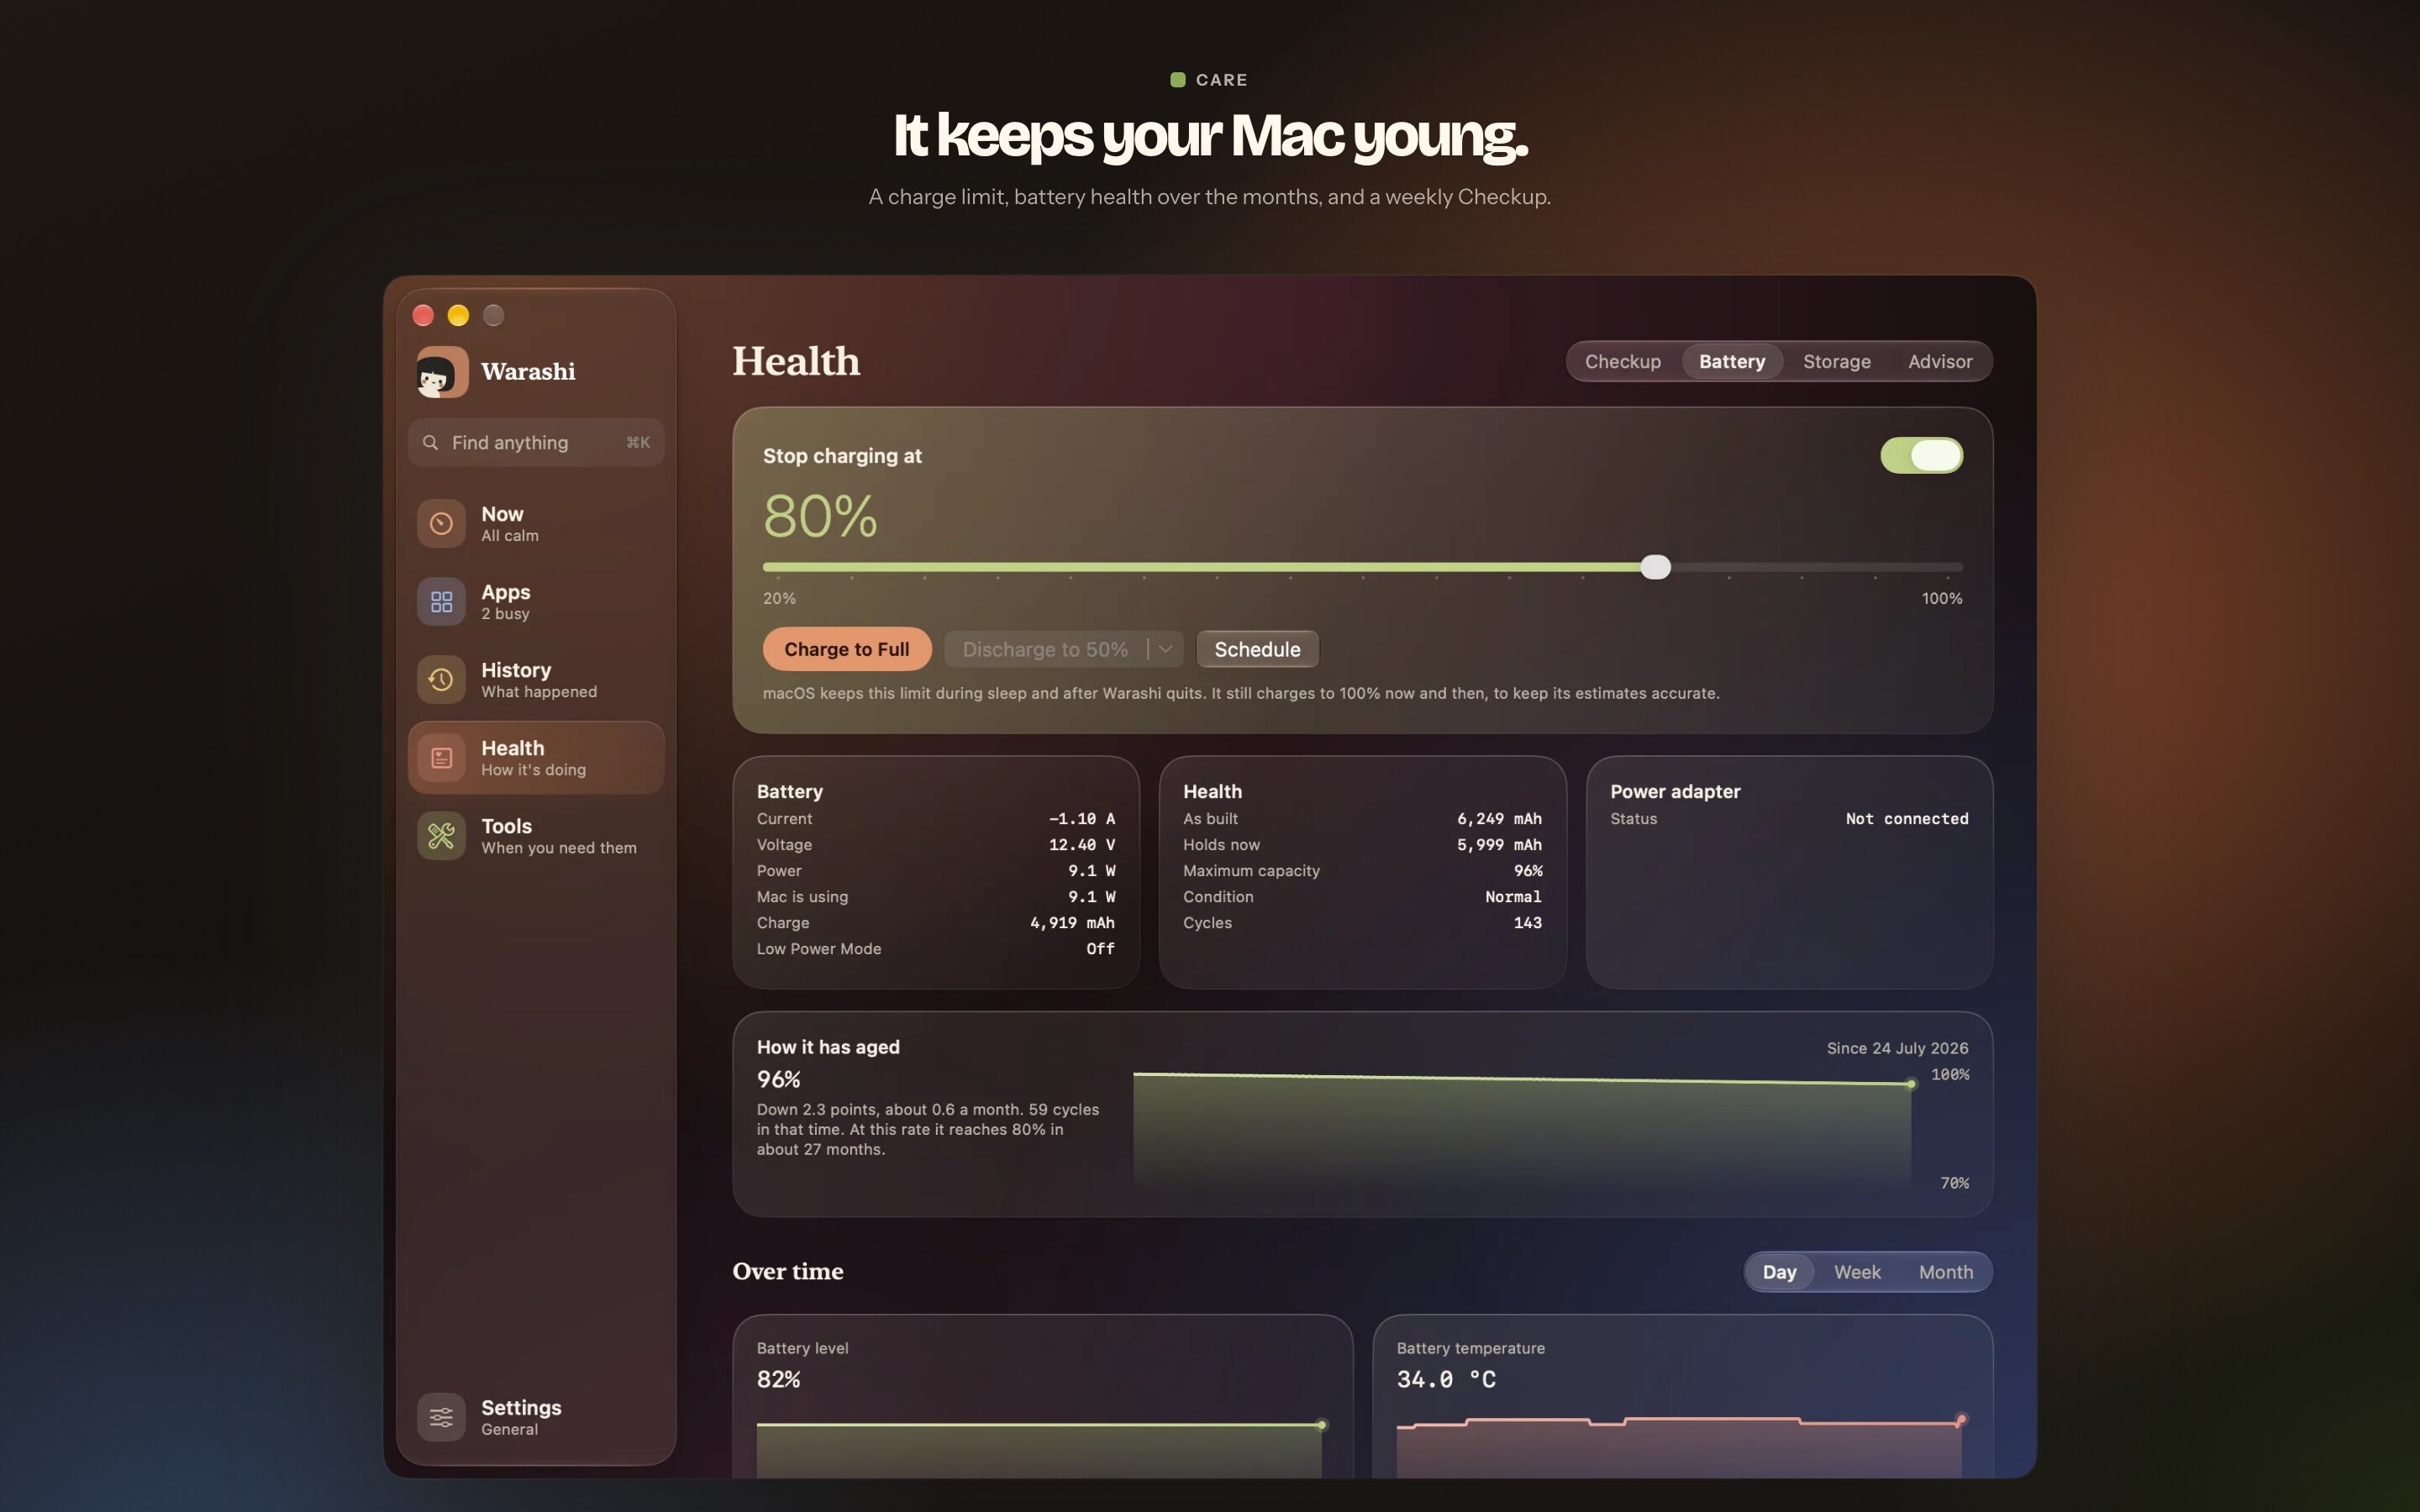 CARE
It keeps your Mac young.
A charge limit, battery health over the months, and a weekly Checkup.
Warashi
Find anything ⌘K
Now
All calm
Apps
2 busy
History
What happened
Health
How it's doing
Tools
When you need them
Settings
General
Health
Checkup Battery Storage Advisor
Stop charging at
80%
20% 100%
Charge to Full Discharge to 50% Schedule
macOS keeps this limit during sleep and after Warashi quits. It still charges to 100% now and then, to keep its estimates accurate.
Battery
Current −1.10 A
Voltage 12.40 V
Power 9.1 W
Mac is using 9.1 W
Charge 4,919 mAh
Low Power Mode Off
Health
As built 6,249 mAh
Holds now 5,999 mAh
Maximum capacity 96%
Condition Normal
Cycles 143
Power adapter
Status Not connected
How it has aged
96%
Down 2.3 points, about 0.6 a month. 59 cycles
in that time. At this rate it reaches 80% in
about 27 months.
Since 24 July 2026
100%
70%
Over time
Day Week Month
Battery level
82%
Battery temperature
34.0 °C